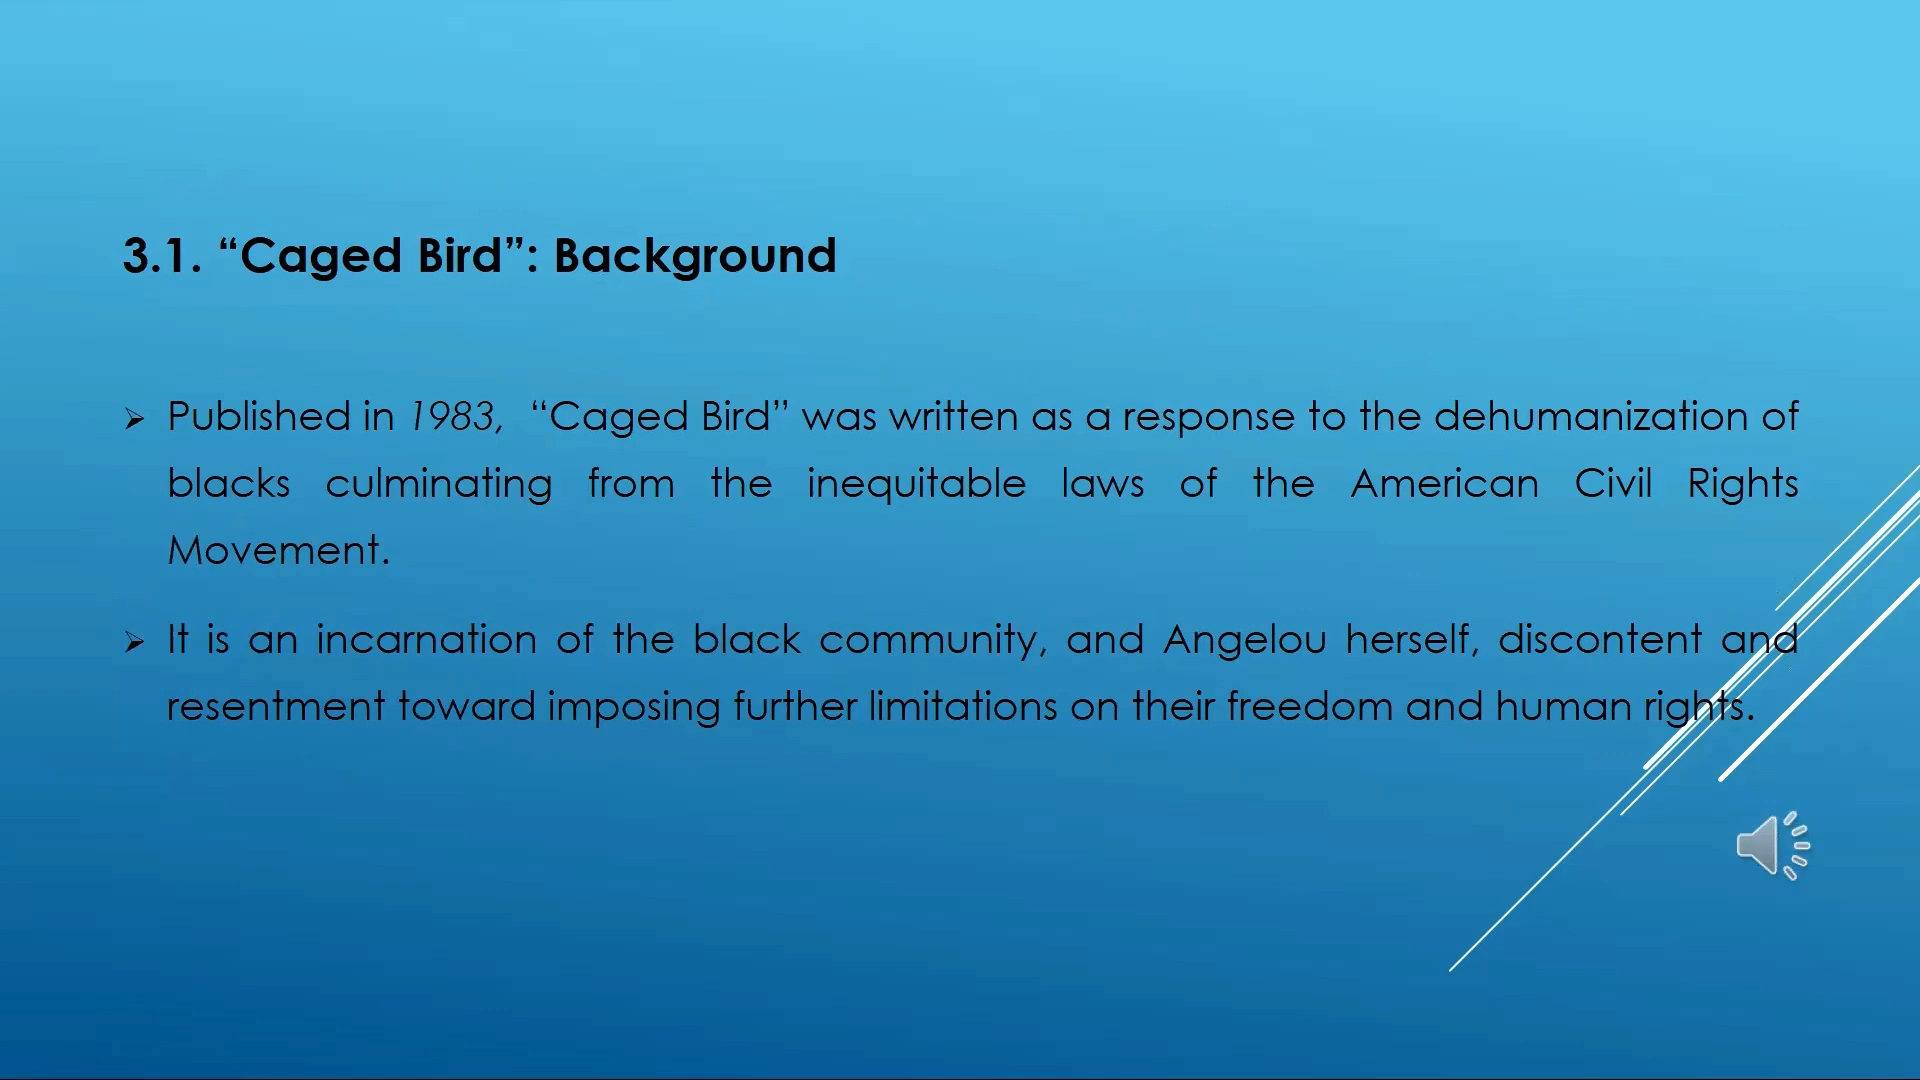 3.1. “Caged Bird”: Background
Published in 1983, “Caged Bird” was written as a response to the dehumanization of
blacks culminating from the inequitable laws of the American Civil Rights
Movement.
It is an incarnation of the black community, and Angelou herself, discontent and
resentment toward imposing further limitations on their freedom and human rights.